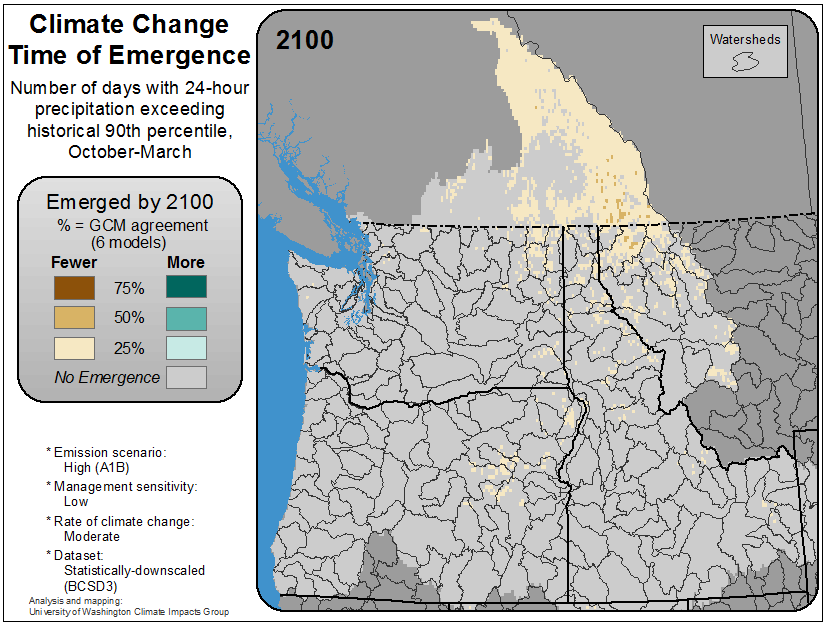 Climate Change
Time of Emergence
Number of days with 24-hour
precipitation exceeding
historical 90th percentile,
October-March
Emerged by 2100
% = GCM agreement
(6 models)
Fewer More
75%
50%
25%
No Emergence
* Emission scenario:
High (A1B)
* Management sensitivity:
Low
* Rate of climate change:
Moderate
* Dataset:
Statistically-downscaled
(BCSD3)
Analysis and mapping:
University of Washington Climate Impacts Group
2100
Watersheds